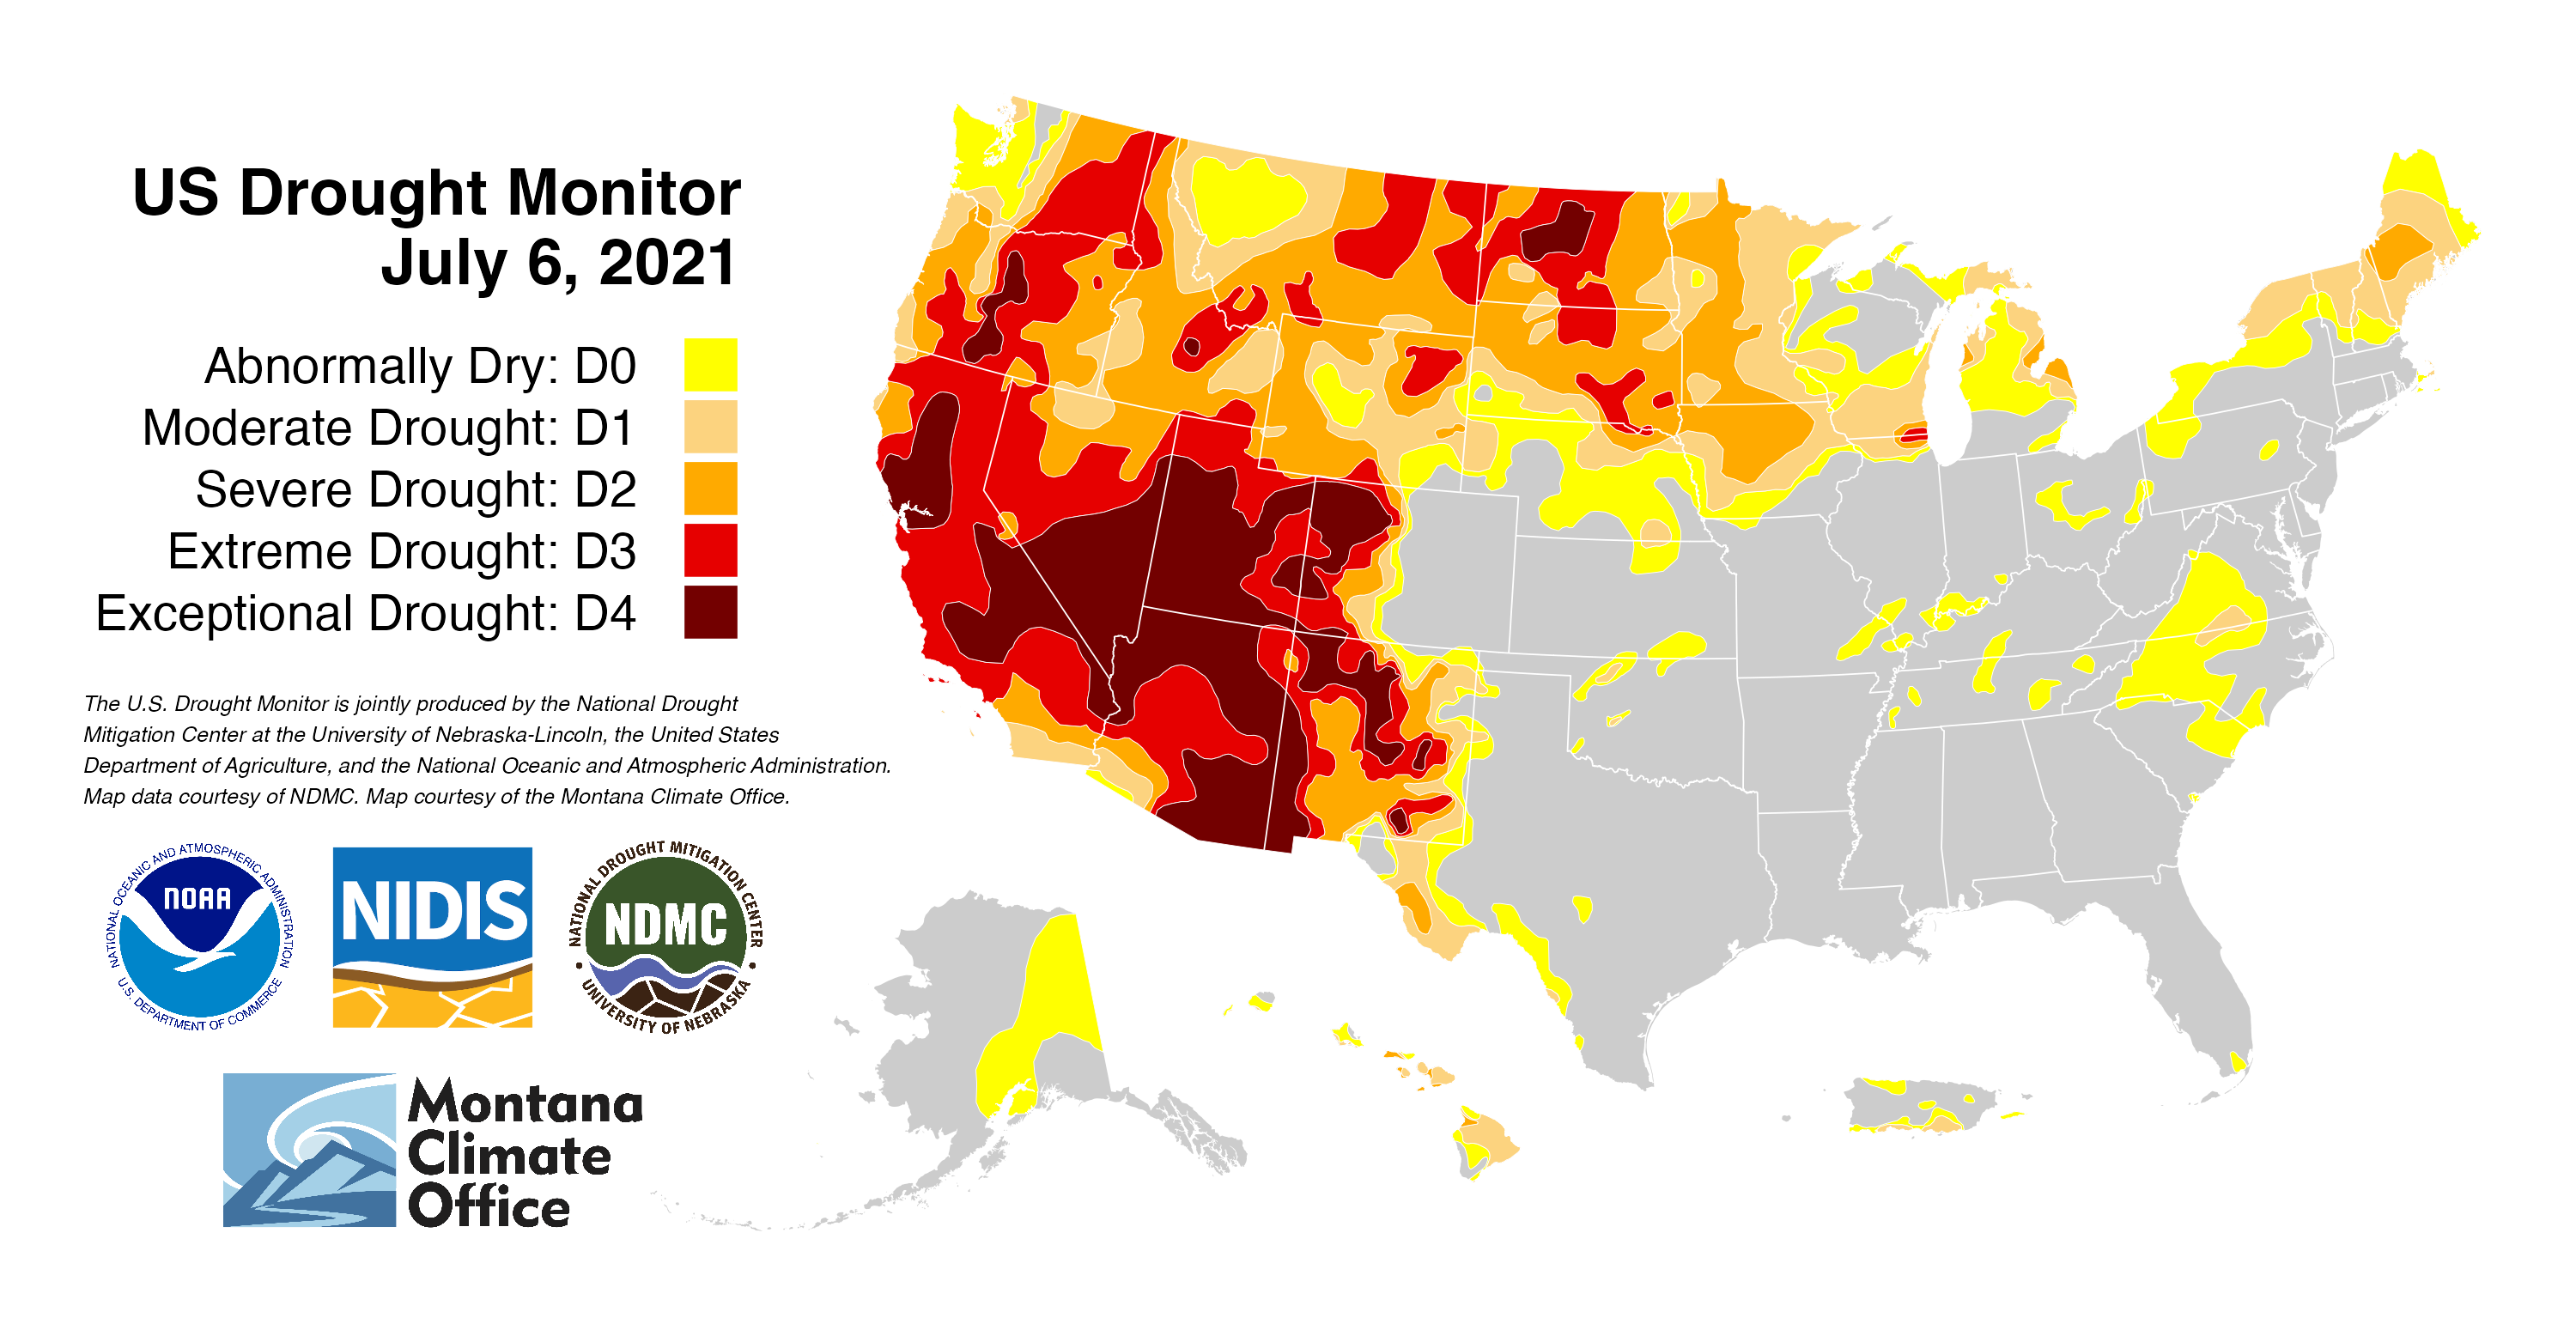 US Drought Monitor
July 6, 2021
Abnormally Dry: D0
Moderate Drought: D1
Severe Drought: D2
Extreme Drought: D3
Exceptional Drought: D4
The U.S. Drought Monitor is jointly produced by the National Drought
Mitigation Center at the University of Nebraska-Lincoln, the United States
Department of Agriculture, and the National Oceanic and Atmospheric Administration.
Map data courtesy of NDMC. Map courtesy of the Montana Climate Office.
NATIONAL OCEANIC AND ATMOSPHERIC ADMINISTRATION
NOAA
U.S. DEPARTMENT OF COMMERCE
NIDIS
NATIONAL DROUGHT MITIGATION CENTER
NDMC
UNIVERSITY OF NEBRASKA
Montana
Climate
Office